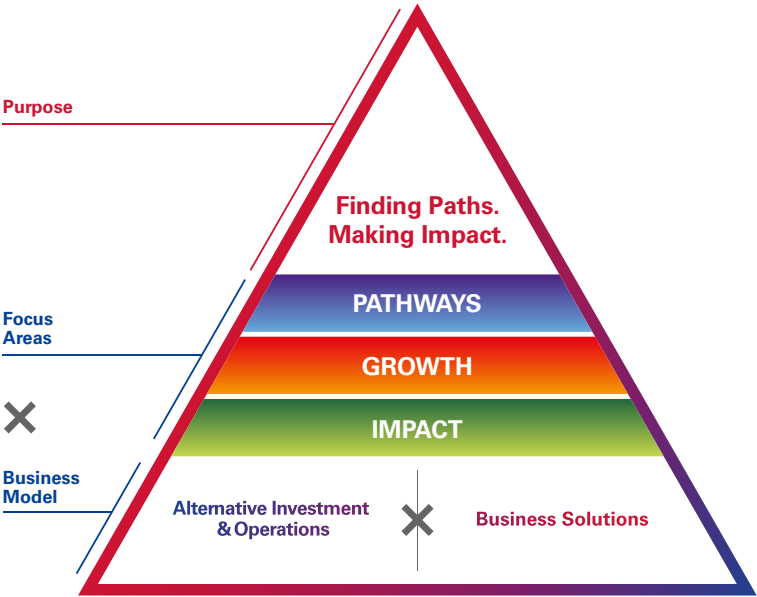 Purpose
Finding Paths.
Making Impact.
PATHWAYS
Focus
Areas
GROWTH
IMPACT
Business
Model
Alternative Investment
& Operations
Business Solutions